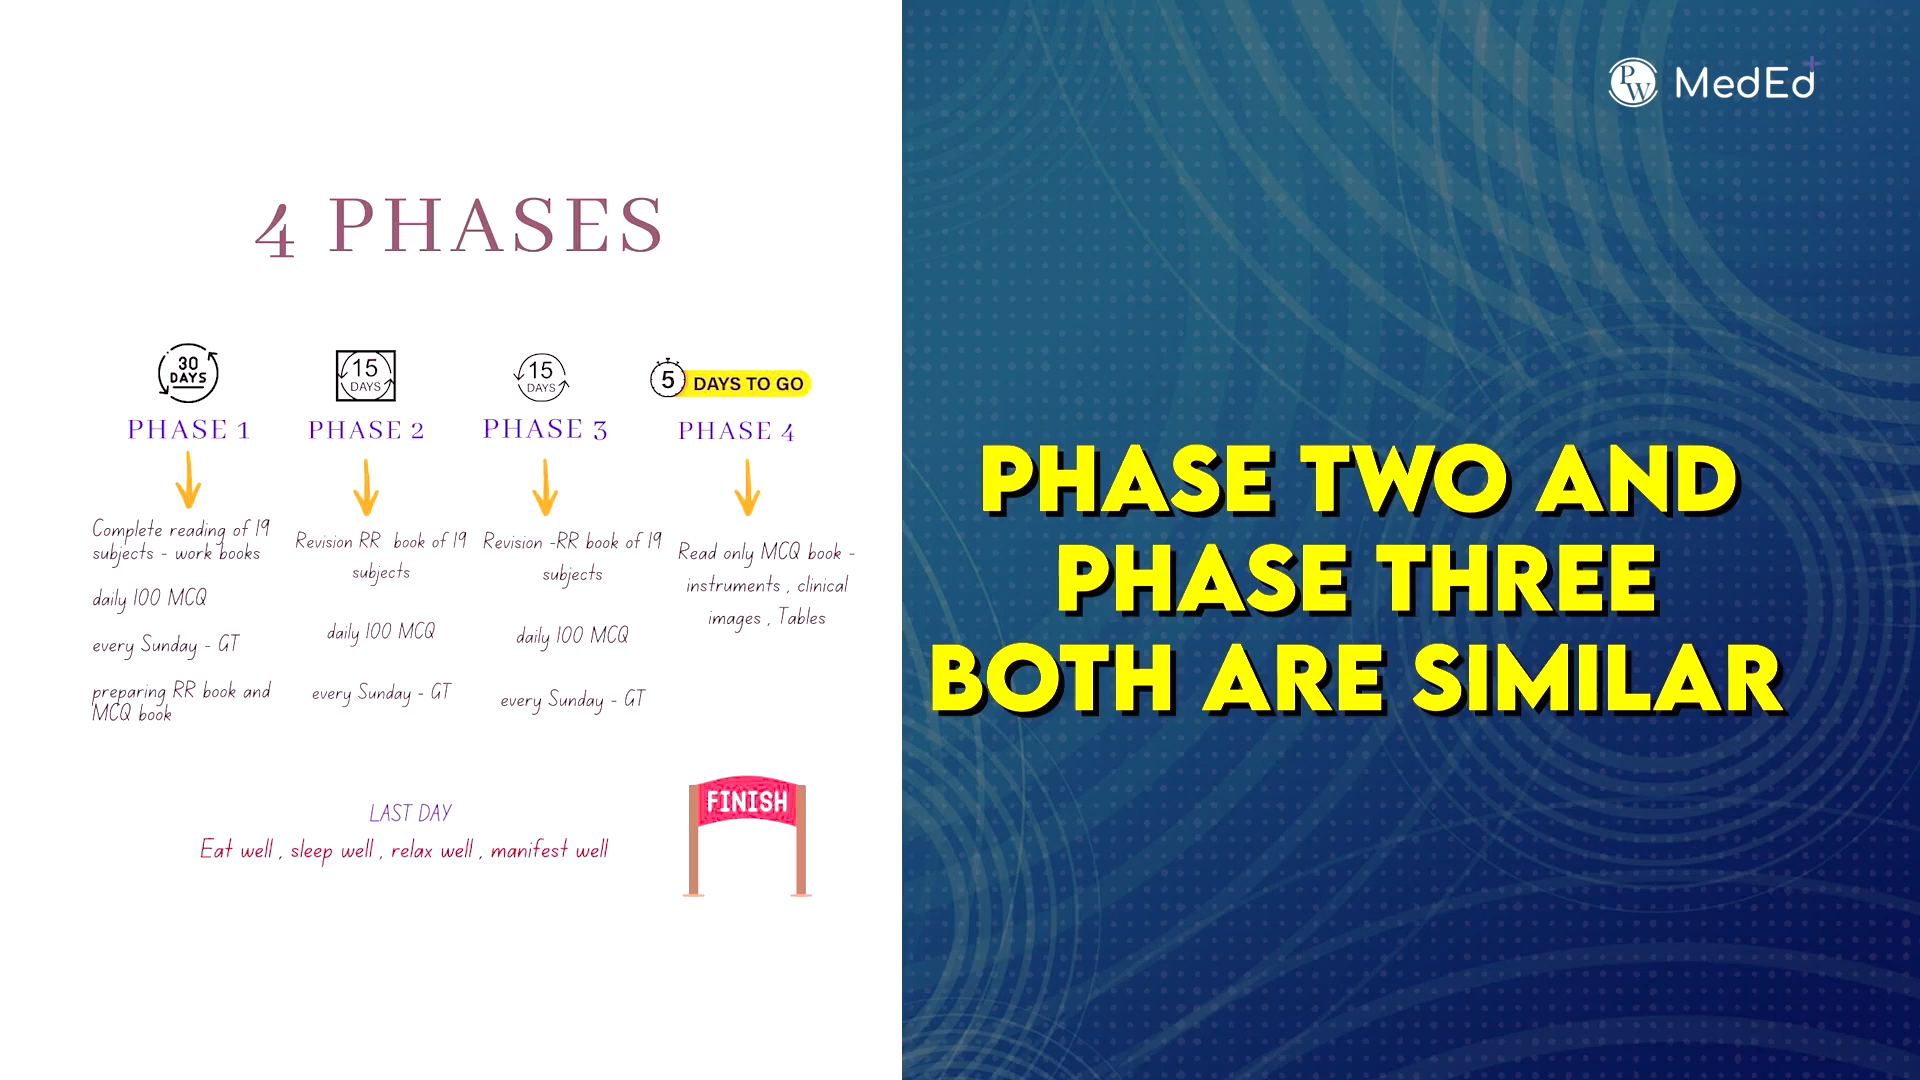 PW MedEd+
4 PHASES
30
DAYS
PHASE 1
Complete reading of 19
subjects - work books
daily 100 MCQ
every Sunday - GT
preparing RR book and
MCQ book
15
DAYS
PHASE 2
Revision RR book of 19
subjects
daily 100 MCQ
every Sunday - GT
15
DAYS
PHASE 3
Revision -RR book of 19
subjects
daily 100 MCQ
every Sunday - GT
5 DAYS TO GO
PHASE 4
Read only MCQ book -
instruments , clinical
images , Tables
LAST DAY
Eat well , sleep well , relax well , manifest well
FINISH
PHASE TWO AND
PHASE THREE
BOTH ARE SIMILAR